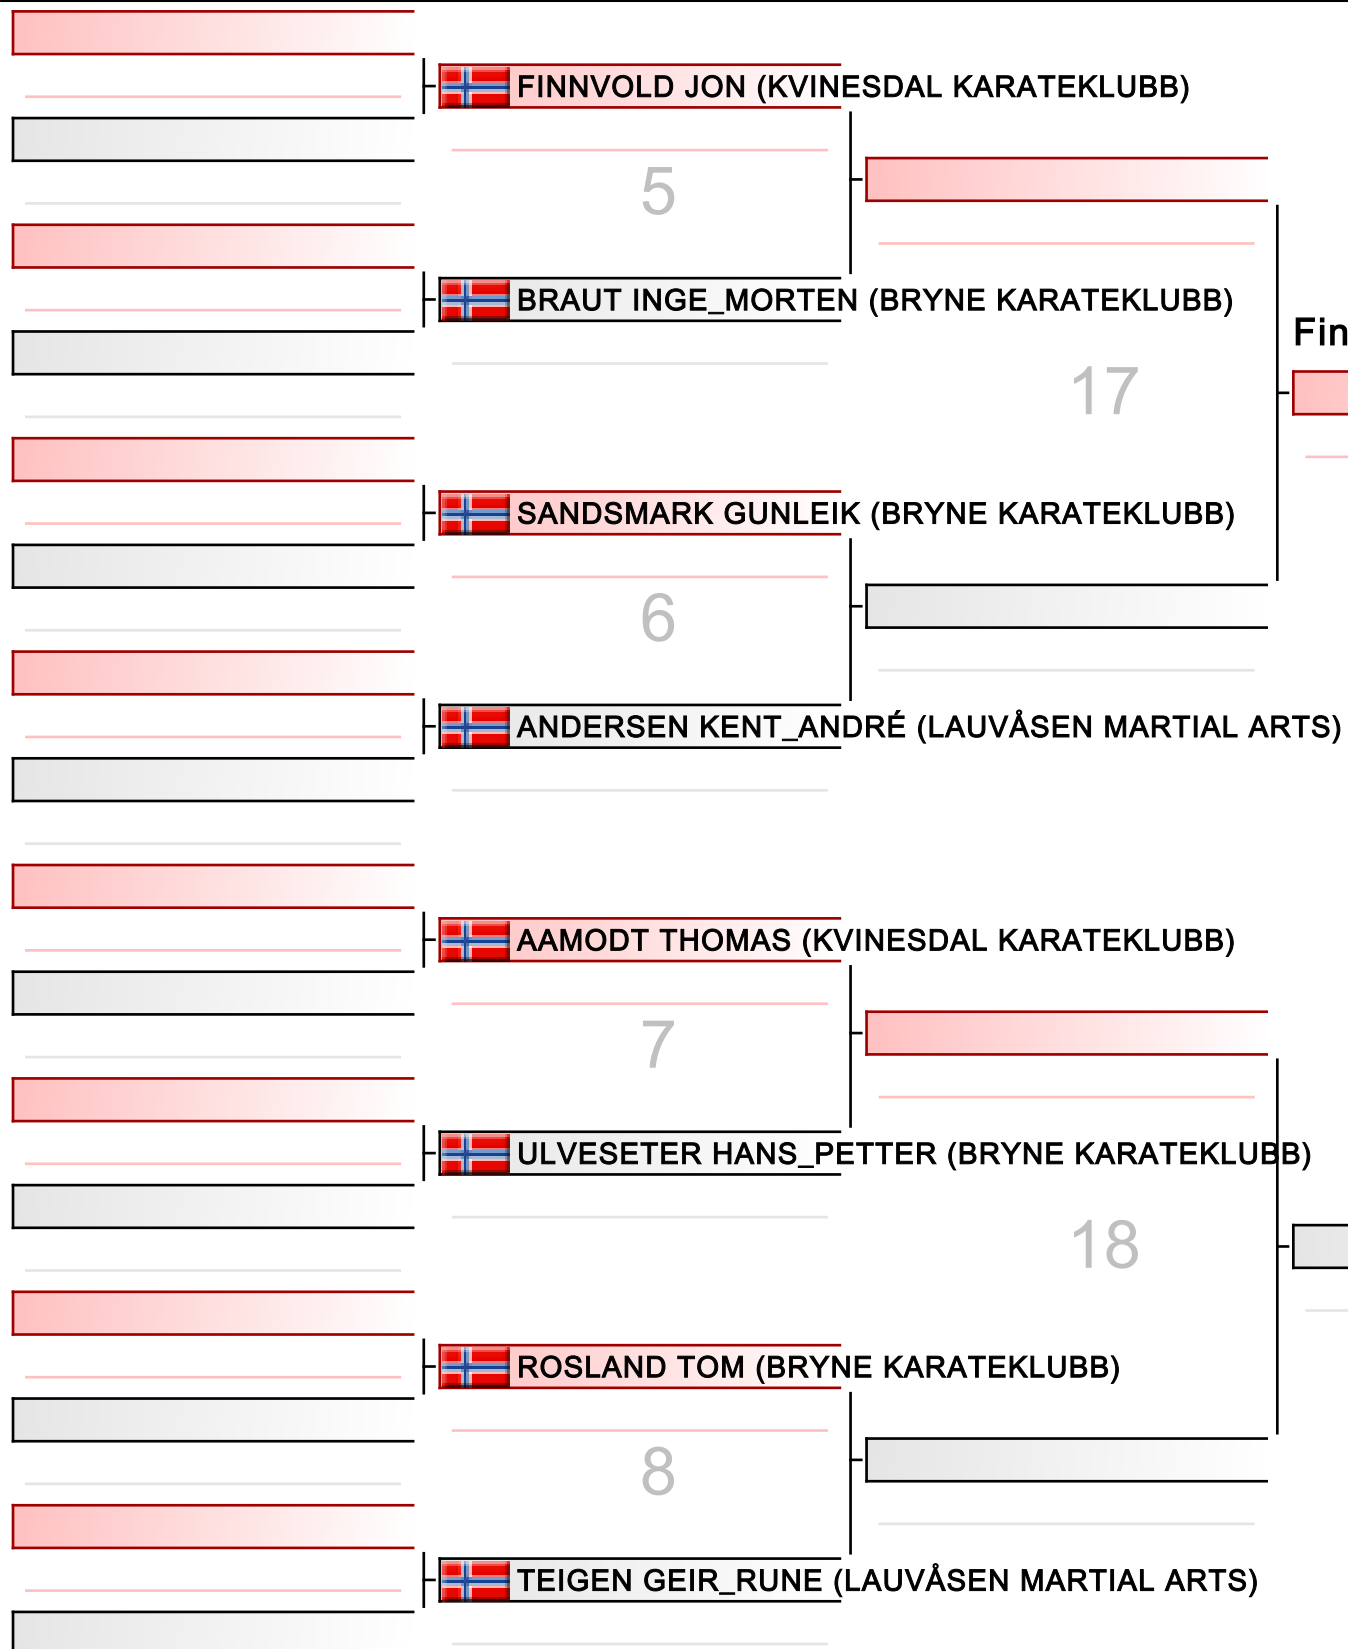 FINNVOLD JON (KVINESDAL KARATEKLUBB)
5
BRAUT INGE_MORTEN (BRYNE KARATEKLUBB)
Fin
17
SANDSMARK GUNLEIK (BRYNE KARATEKLUBB)
6
ANDERSEN KENT_ANDRÉ (LAUVÅSEN MARTIAL ARTS)
AAMODT THOMAS (KVINESDAL KARATEKLUBB)
7
ULVESETER HANS_PETTER (BRYNE KARATEKLUBB)
18
ROSLAND TOM (BRYNE KARATEKLUBB)
8
TEIGEN GEIR_RUNE (LAUVÅSEN MARTIAL ARTS)